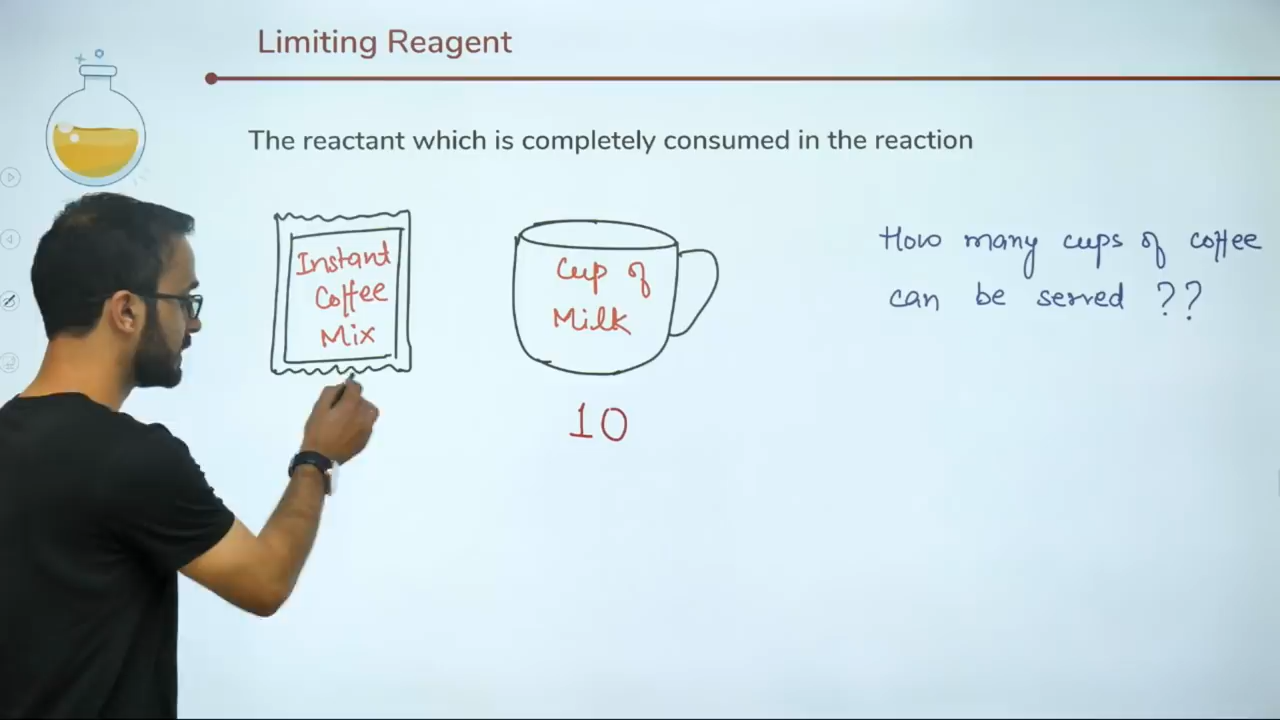 Limiting Reagent
The reactant which is completely consumed in the reaction
Instant
Coffee
Mix
Cup of
Milk
10
How many cups of coffee
can be served ??